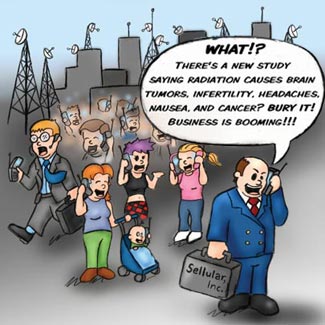 WHAT!?
THERE'S A NEW STUDY
SAYING RADIATION CAUSES BRAIN
TUMORS, INFERTILITY, HEADACHES,
NAUSEA, AND CANCER? BURY IT!
BUSINESS IS BOOMING!!!
Sellular,
inc.